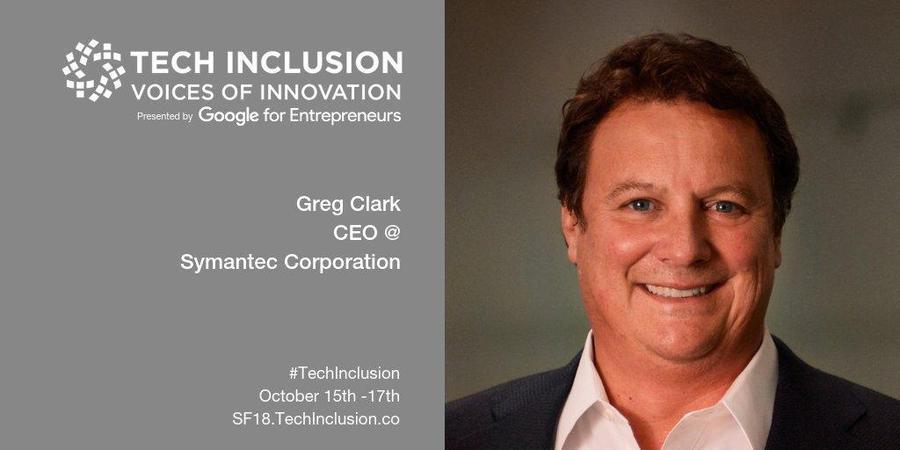 TECH INCLUSION
VOICES OF INNOVATION
Presented by Google for Entrepreneurs
Greg Clark
CEO @
Symantec Corporation
#TechInclusion
October 15th -17th
SF18.TechInclusion.co